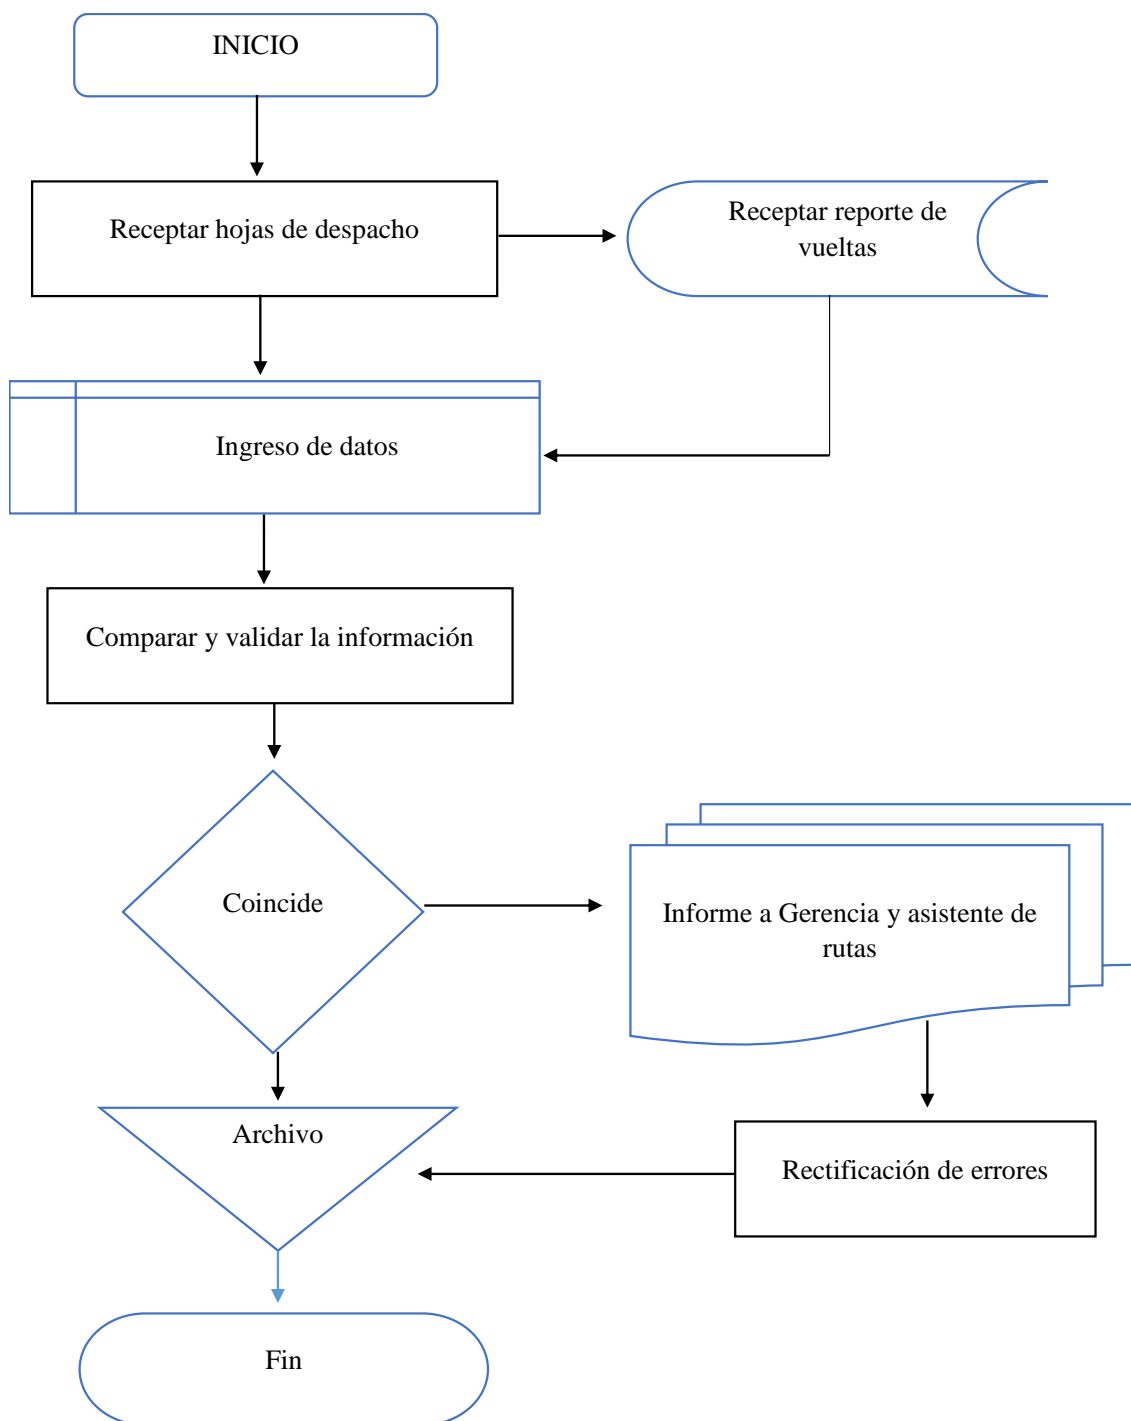 INICIO
Receptar hojas de despacho
Receptar reporte de
vueltas
Ingreso de datos
Comparar y validar la información
Coincide
Informe a Gerencia y asistente de
rutas
Archivo
Rectificación de errores
Fin